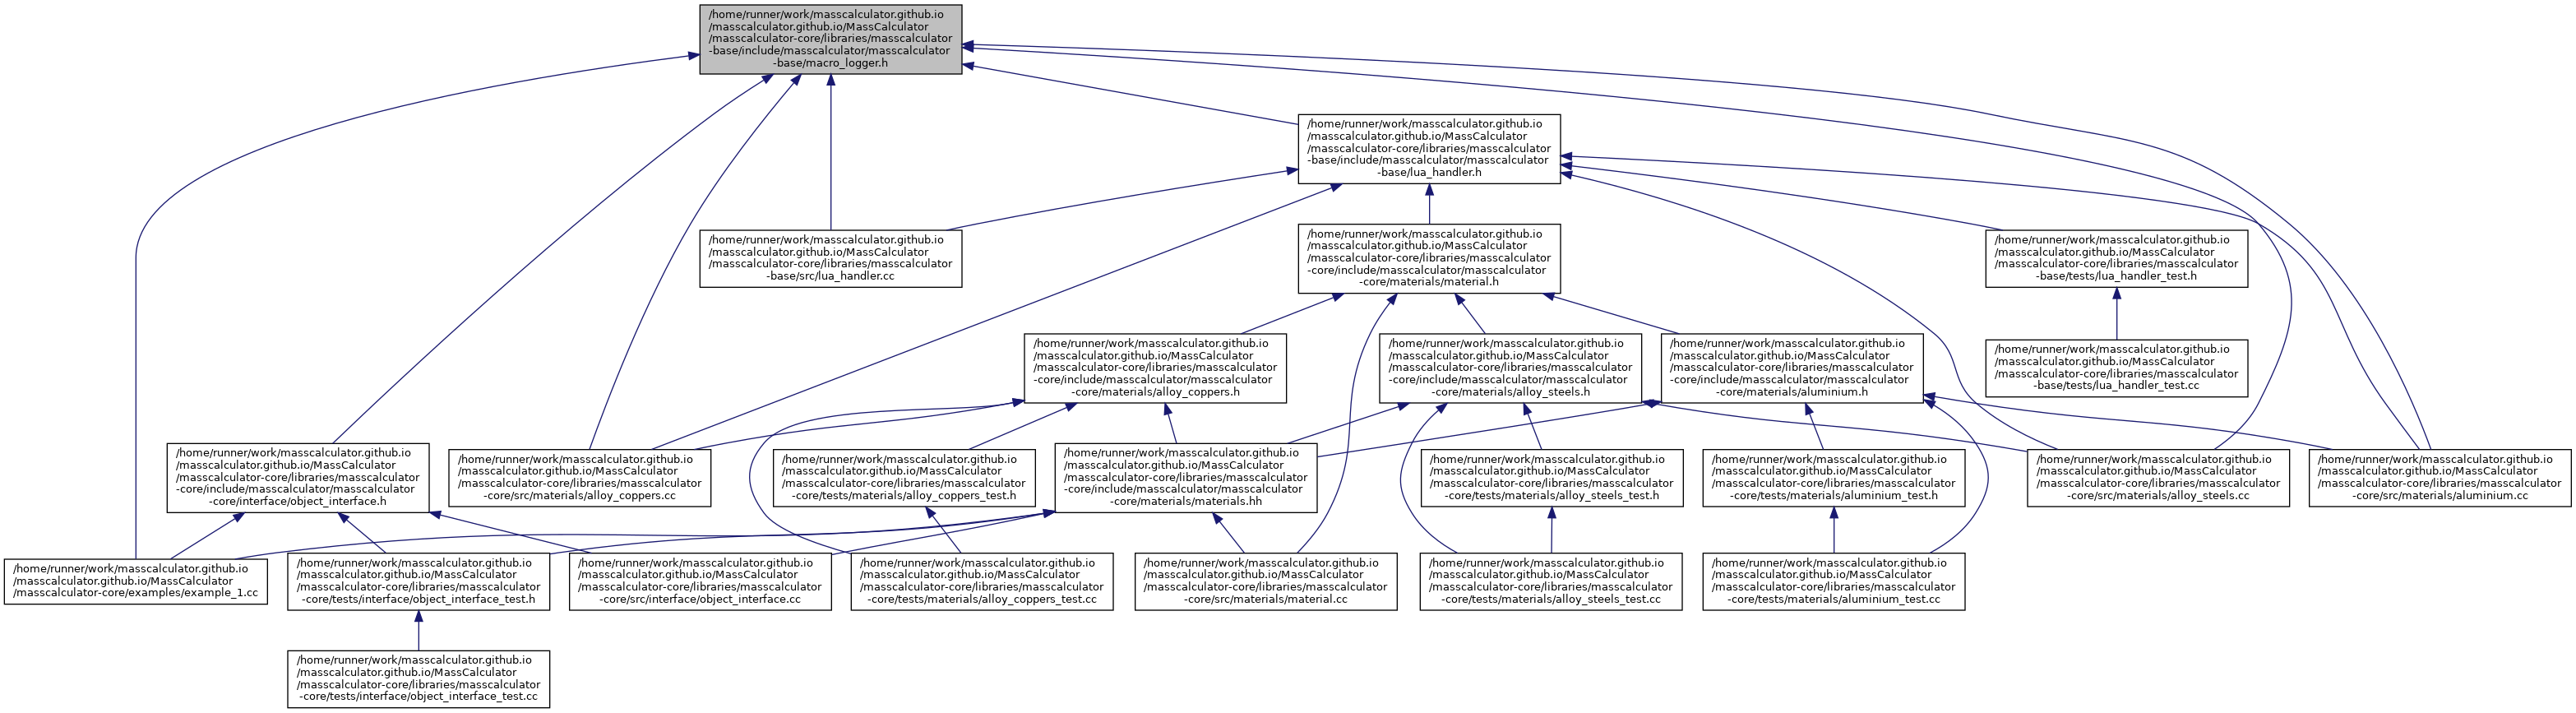 /home/runner/work/masscalculator.github.io
/masscalculator.github.io/MassCalculator
/masscalculator-core/libraries/masscalculator
-base/include/masscalculator/masscalculator
-base/macro_logger.h
/home/runner/work/masscalculator.github.io
/masscalculator.github.io/MassCalculator
/masscalculator-core/libraries/masscalculator
-base/include/masscalculator/masscalculator
-base/lua_handler.h
/home/runner/work/masscalculator.github.io
/masscalculator.github.io/MassCalculator
/masscalculator-core/libraries/masscalculator
-base/src/lua_handler.cc
/home/runner/work/masscalculator.github.io
/masscalculator.github.io/MassCalculator
/masscalculator-core/libraries/masscalculator
-core/include/masscalculator/masscalculator
-core/materials/material.h
/home/runner/work/masscalculator.github.io
/masscalculator.github.io/MassCalculator
/masscalculator-core/libraries/masscalculator
-base/tests/lua_handler_test.h
/home/runner/work/masscalculator.github.io
/masscalculator.github.io/MassCalculator
/masscalculator-core/libraries/masscalculator
-core/include/masscalculator/masscalculator
-core/materials/alloy_coppers.h
/home/runner/work/masscalculator.github.io
/masscalculator.github.io/MassCalculator
/masscalculator-core/libraries/masscalculator
-core/include/masscalculator/masscalculator
-core/materials/alloy_steels.h
/home/runner/work/masscalculator.github.io
/masscalculator.github.io/MassCalculator
/masscalculator-core/libraries/masscalculator
-core/include/masscalculator/masscalculator
-core/materials/aluminium.h
/home/runner/work/masscalculator.github.io
/masscalculator.github.io/MassCalculator
/masscalculator-core/libraries/masscalculator
-base/tests/lua_handler_test.cc
/home/runner/work/masscalculator.github.io
/masscalculator.github.io/MassCalculator
/masscalculator-core/libraries/masscalculator
-core/include/masscalculator/masscalculator
-core/interface/object_interface.h
/home/runner/work/masscalculator.github.io
/masscalculator.github.io/MassCalculator
/masscalculator-core/libraries/masscalculator
-core/src/materials/alloy_coppers.cc
/home/runner/work/masscalculator.github.io
/masscalculator.github.io/MassCalculator
/masscalculator-core/libraries/masscalculator
-core/tests/materials/alloy_coppers_test.h
/home/runner/work/masscalculator.github.io
/masscalculator.github.io/MassCalculator
/masscalculator-core/libraries/masscalculator
-core/include/masscalculator/masscalculator
-core/materials/materials.hh
/home/runner/work/masscalculator.github.io
/masscalculator.github.io/MassCalculator
/masscalculator-core/libraries/masscalculator
-core/tests/materials/alloy_steels_test.h
/home/runner/work/masscalculator.github.io
/masscalculator.github.io/MassCalculator
/masscalculator-core/libraries/masscalculator
-core/tests/materials/aluminium_test.h
/home/runner/work/masscalculator.github.io
/masscalculator.github.io/MassCalculator
/masscalculator-core/libraries/masscalculator
-core/src/materials/alloy_steels.cc
/home/runner/work/masscalculator.github.io
/masscalculator.github.io/MassCalculator
/masscalculator-core/libraries/masscalculator
-core/src/materials/aluminium.cc
/home/runner/work/masscalculator.github.io
/masscalculator.github.io/MassCalculator
/masscalculator-core/examples/example_1.cc
/home/runner/work/masscalculator.github.io
/masscalculator.github.io/MassCalculator
/masscalculator-core/libraries/masscalculator
-core/tests/interface/object_interface_test.h
/home/runner/work/masscalculator.github.io
/masscalculator.github.io/MassCalculator
/masscalculator-core/libraries/masscalculator
-core/src/interface/object_interface.cc
/home/runner/work/masscalculator.github.io
/masscalculator.github.io/MassCalculator
/masscalculator-core/libraries/masscalculator
-core/tests/materials/alloy_coppers_test.cc
/home/runner/work/masscalculator.github.io
/masscalculator.github.io/MassCalculator
/masscalculator-core/libraries/masscalculator
-core/src/materials/material.cc
/home/runner/work/masscalculator.github.io
/masscalculator.github.io/MassCalculator
/masscalculator-core/libraries/masscalculator
-core/tests/materials/alloy_steels_test.cc
/home/runner/work/masscalculator.github.io
/masscalculator.github.io/MassCalculator
/masscalculator-core/libraries/masscalculator
-core/tests/materials/aluminium_test.cc
/home/runner/work/masscalculator.github.io
/masscalculator.github.io/MassCalculator
/masscalculator-core/libraries/masscalculator
-core/tests/interface/object_interface_test.cc